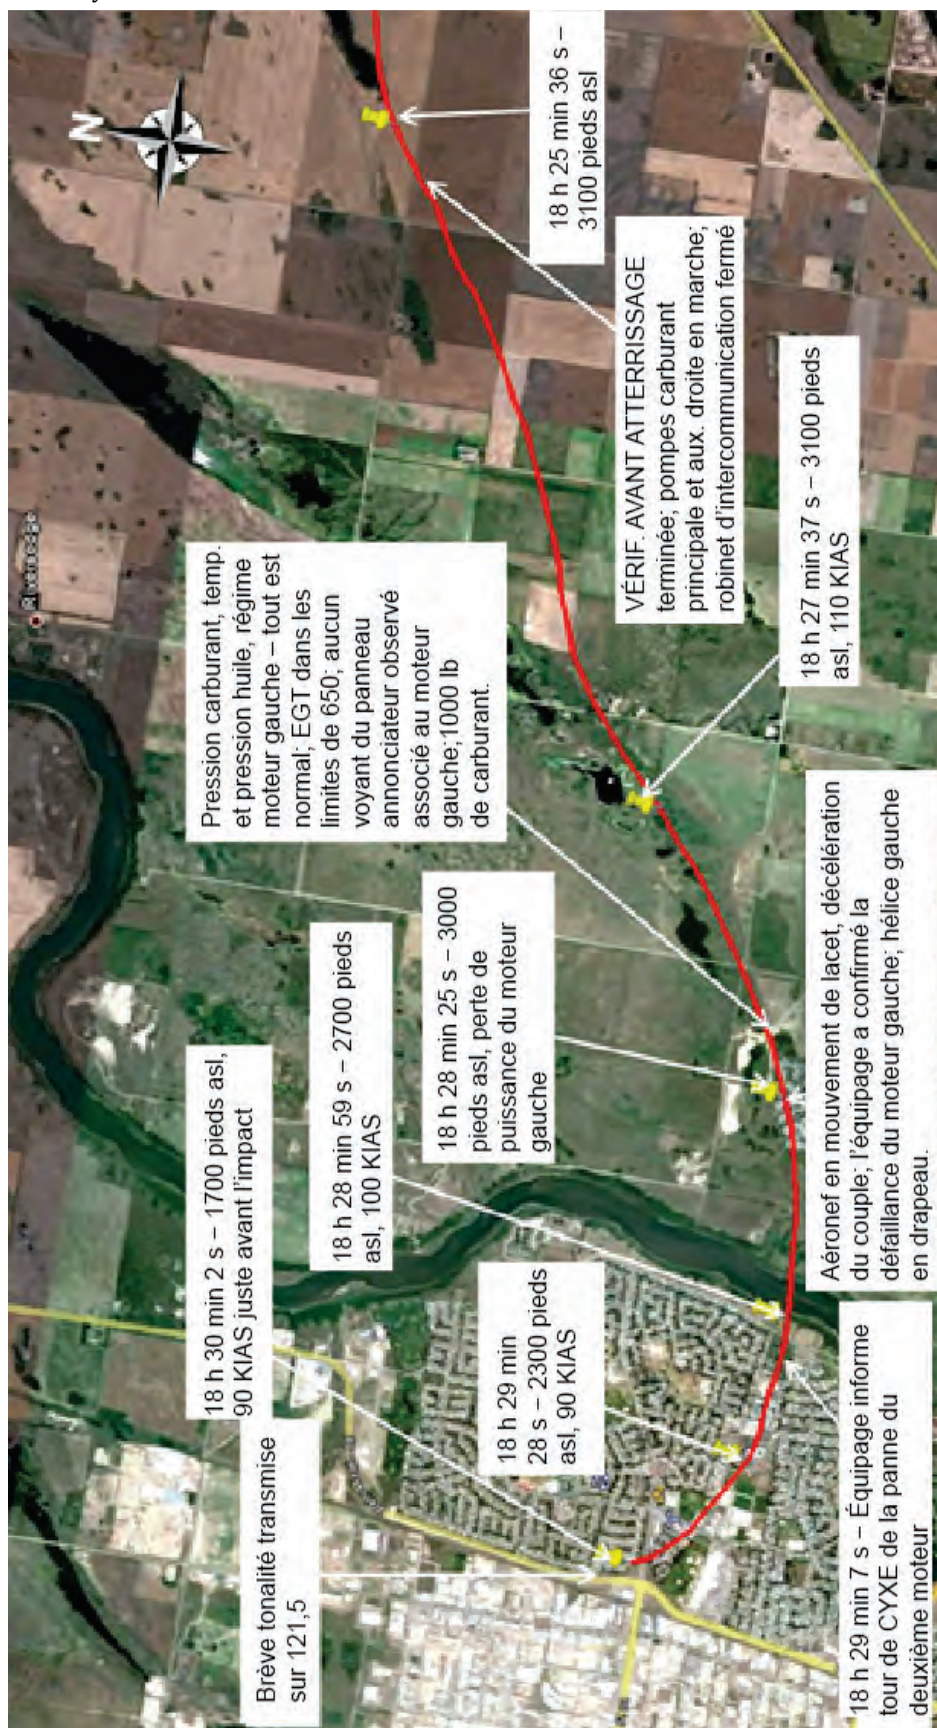 N
18 h 25 min 36 s –
3100 pieds asl
VÉRIF. AVANT ATTERRISSAGE
terminée; pompes carburant
principale et aux. droite en marche;
robinet d'intercommunication fermé
18 h 27 min 37 s – 3100 pieds
asl, 110 KIAS
Pression carburant, temp.
et pression huile, régime
moteur gauche – tout est
normal; EGT dans les
limites de 650; aucun
voyant du panneau
annonciateur observé
associé au moteur
gauche;1000 lb
de carburant.
Aéronef en mouvement de lacet, décélération
du couple; l'équipage a confirmé la
défaillance du moteur gauche; hélice gauche
en drapeau.
18 h 28 min 25 s – 3000
pieds asl, perte de
puissance du moteur
gauche
18 h 28 min 59 s – 2700 pieds
asl, 100 KIAS
18 h 29 min 7 s – Équipage informe
tour de CYXE de la panne du
deuxième moteur
18 h 29 min
28 s – 2300 pieds
asl, 90 KIAS
18 h 30 min 2 s – 1700 pieds asl,
90 KIAS juste avant l'impact
Brève tonalité transmise
sur 121,5